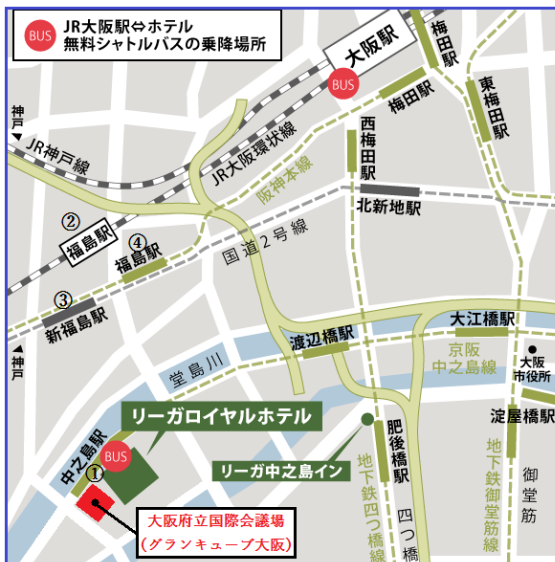 BUS
JR大阪駅⇔ホテル
無料シャトルバスの乗降場所
大阪駅
BUS
梅田駅
梅田駅
東梅田駅
西梅田駅
神戸
JR神戸線
JR大阪環状線
阪神本線
北新地駅
②
福島駅
④
福島駅
国道2号線
③
新福島駅
神戸
堂島川
渡辺橋駅
大江橋駅
京阪
中之島線
大阪
市役所
淀屋橋駅
中之島駅
BUS
①
リーガロイヤルホテル
リーガ中之島イン
肥後橋駅
地下鉄四つ橋線
四つ橋
地下鉄御堂筋線
御堂筋
大阪府立国際会議場
(グランキューブ大阪)